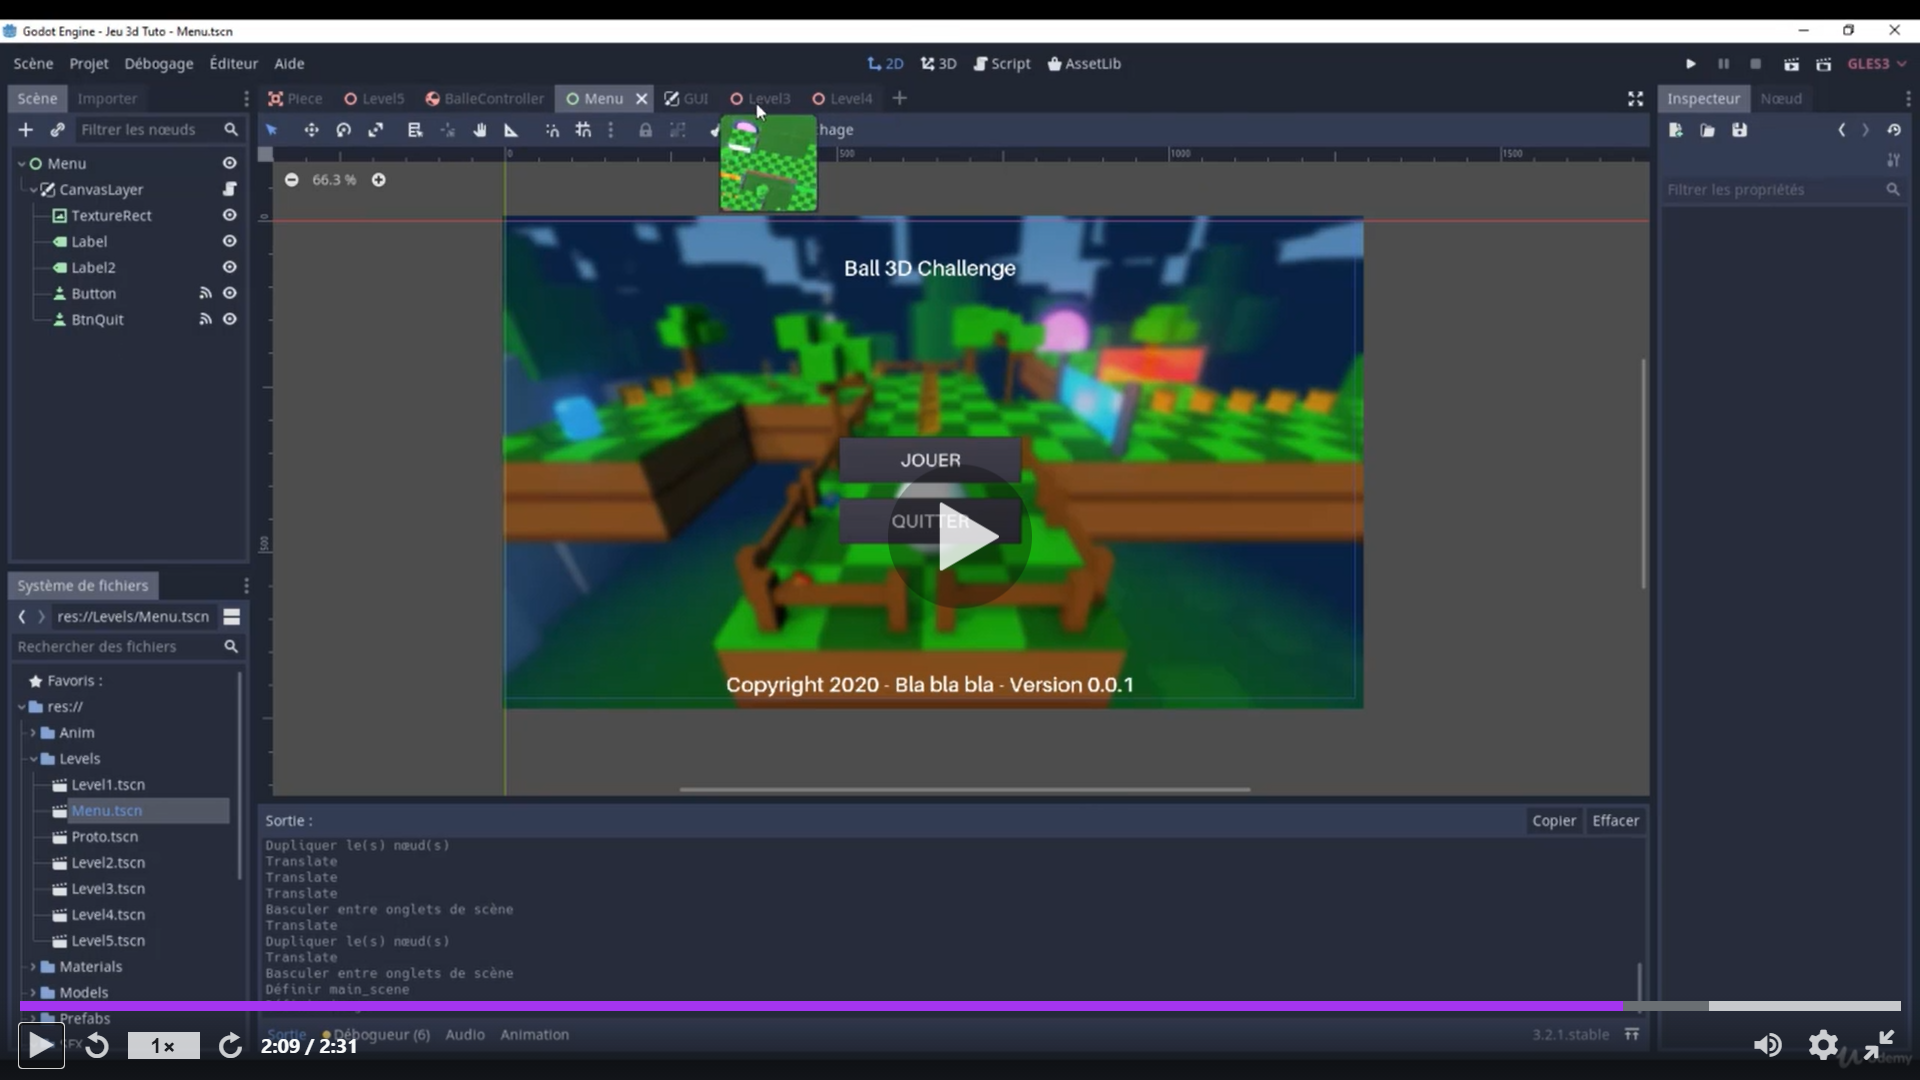 Godot Engine - Jeu 3d Tuto - Menu.tscn
Scène Projet Débogage Éditeur Aide
2D 3D Script AssetLib
GLES3
Scène Importer
Piece Level5 BalleController Menu GUI Level3 Level4
Inspecteur Nœud
Filtrer les nœuds
hage
0 500 1000 1500
66.3 %
Filtrer les propriétés
Menu
CanvasLayer
TextureRect
Label
Label2
Button
BtnQuit
0
500
Ball 3D Challenge
JOUER
QUITTER
Copyright 2020 - Bla bla bla - Version 0.0.1
Système de fichiers
res://Levels/Menu.tscn
Rechercher des fichiers
Favoris :
res://
Anim
Levels
Level1.tscn
Menu.tscn
Proto.tscn
Level2.tscn
Level3.tscn
Level4.tscn
Level5.tscn
Materials
Models
Prefabs
SFX
Sortie :
Copier Effacer
Dupliquer le(s) nœud(s)
Translate
Translate
Translate
Basculer entre onglets de scène
Translate
Dupliquer le(s) nœud(s)
Translate
Basculer entre onglets de scène
Définir main_scene
Sortie Débogueur (6) Audio Animation
3.2.1.stable
1x
2:09 / 2:31
Udemy